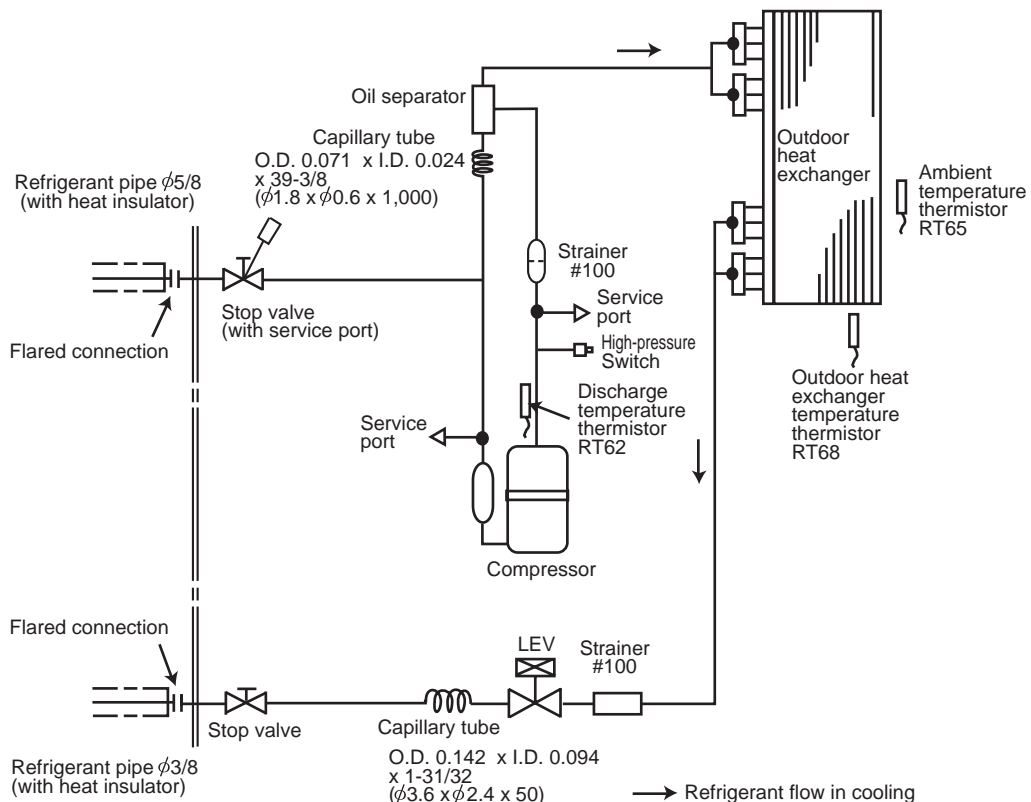 Oil separator
Capillary tube
O.D. 0.071 x I.D. 0.024
x 39-3/8
(ϕ1.8 x ϕ0.6 x 1,000)
Refrigerant pipe ϕ5/8
(with heat insulator)
Outdoor
heat
exchanger
Ambient
temperature
thermistor
RT65
Strainer
#100
Service
port
Stop valve
(with service port)
Flared connection
High-pressure
Switch
Outdoor heat
exchanger
temperature
thermistor
RT68
Discharge
temperature
thermistor
RT62
Service
port
Compressor
Flared connection
LEV
Strainer
#100
Stop valve
Capillary tube
O.D. 0.142 x I.D. 0.094
x 1-31/32
(ϕ3.6 x ϕ2.4 x 50)
Refrigerant pipe ϕ3/8
(with heat insulator)
Refrigerant flow in cooling